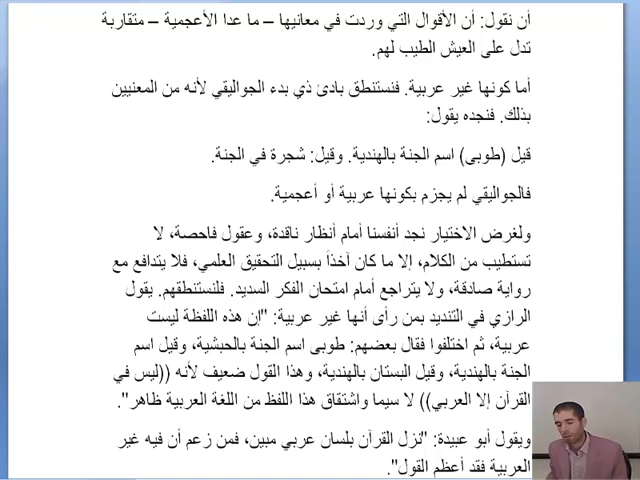 أن نقول: أن الأقوال التي وردت في معانيها – ما عدا الأعجمية – متقاربة
تدل على العيش الطيب لهم.
أما كونها غير عربية. فنستنطق بادئ ذي بدء الجواليقي لأنه من المعنيين
بذلك. فنجده يقول:
قيل (طوبى) اسم الجنة بالهندية. وقيل: شجرة في الجنة.
فالجواليقي لم يجزم بكونها عربية أو أعجمية.
ولغرض الاختيار نجد أنفسنا أمام أنظار ناقدة، وعقول فاحصة، لا
تستطيب من الكلام، إلا ما كان آخذاً بسبيل التحقيق العلمي، فلا يتدافع مع
رواية صادقة، ولا يتراجع أمام امتحان الفكر السديد. فلنستنطقهم. يقول
الرازي في التنديد بمن رأى أنها غير عربية: "إن هذه اللفظة ليست
عربية، ثم اختلفوا فقال بعضهم: طوبى اسم الجنة بالحبشية، وقيل اسم
الجنة بالهندية، وقيل البستان بالهندية، وهذا القول ضعيف لأنه ((ليس في
القرآن إلا العربي)) لا سيما واشتقاق هذا اللفظ من اللغة العربية ظاهر".
ويقول أبو عبيدة: "نزل القرآن بلسان عربي مبين، فمن زعم أن فيه غير
العربية فقد أعظم القول".